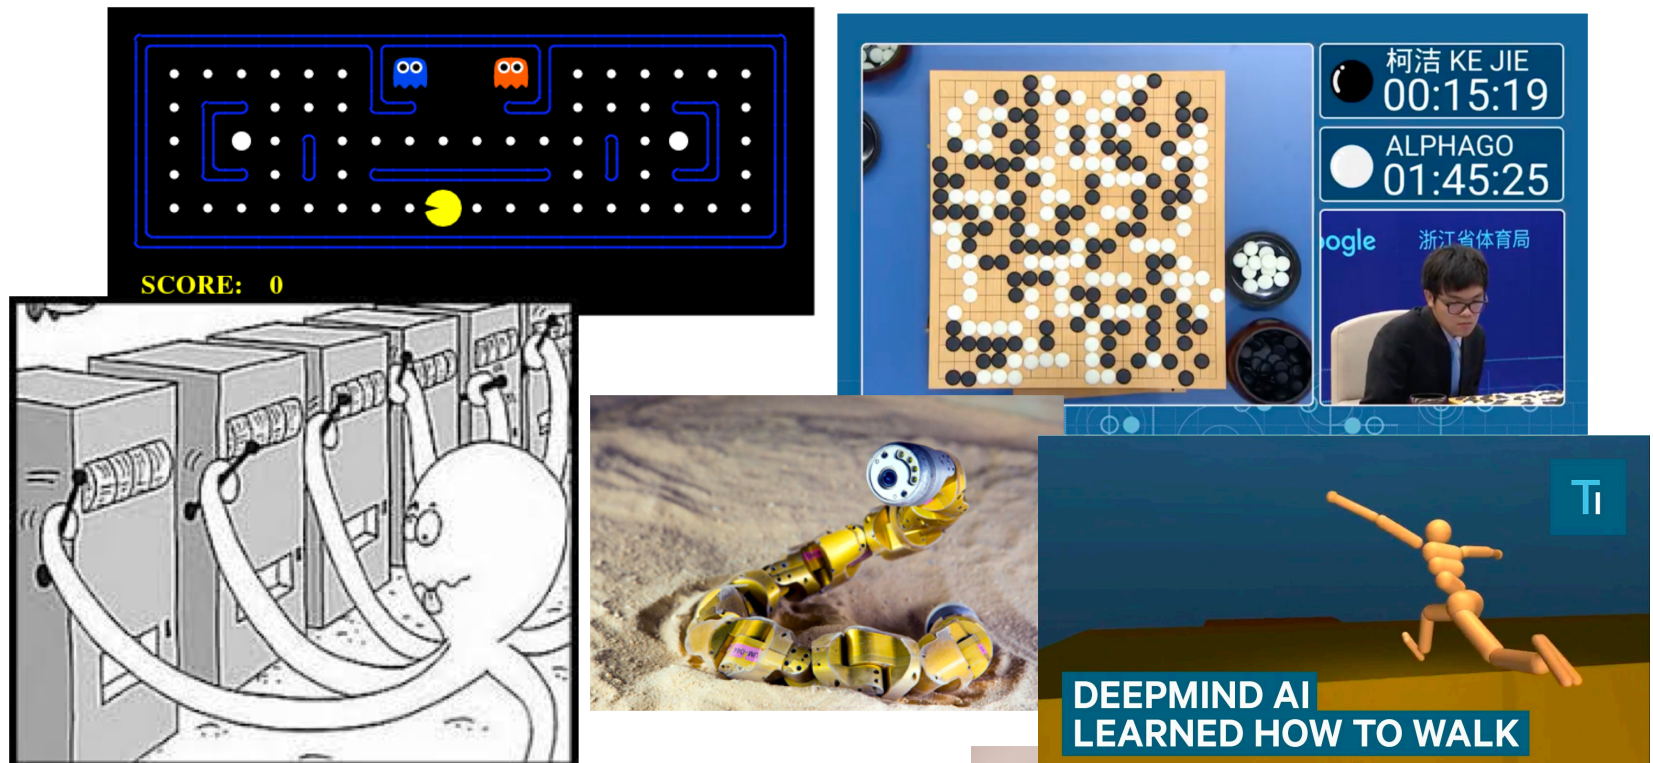 SCORE: 0
柯洁 KE JIE
00:15:19
ALPHAGO
01:45:25
oogle 浙江省体育局
TI
DEEPMIND AI
LEARNED HOW TO WALK